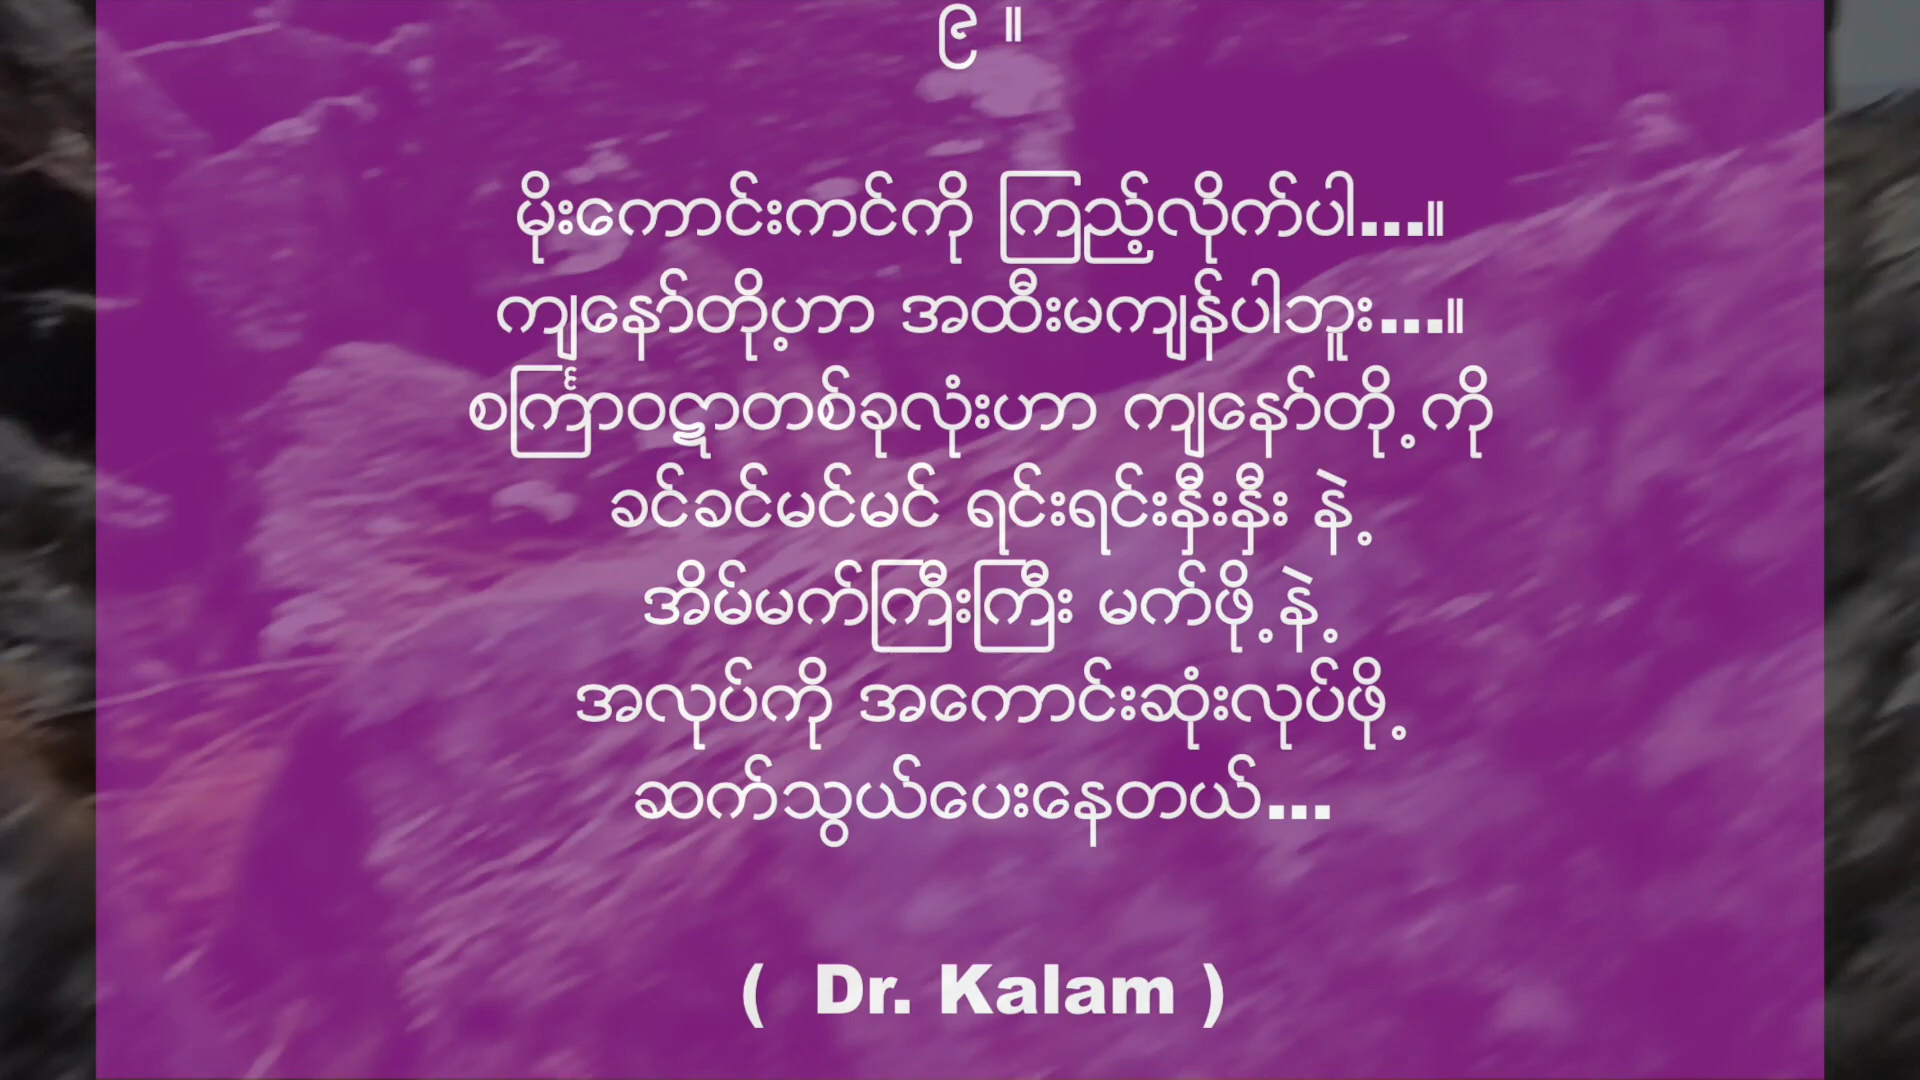 ၉ ။
မိုးကောင်းကင်ကို ကြည့်လိုက်ပါ...။
ကျနော်တို့ဟာ အထီးမကျန်ပါဘူး...။
စင်္ကြာဝဋ္ဌာတစ်ခုလုံးဟာ ကျနော်တို့ကို
ခင်ခင်မင်မင် ရင်းရင်းနှီးနှီး နဲ့
အိမ်မက်ကြီးကြီး မက်ဖို့နဲ့
အလုပ်ကို အကောင်းဆုံးလုပ်ဖို့
ဆက်သွယ်ပေးနေတယ်...
( Dr. Kalam )